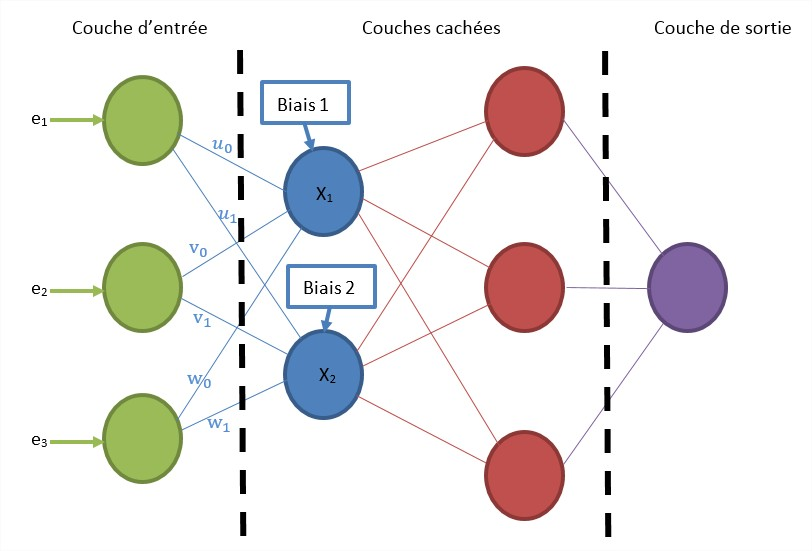 Couche d’entrée
Couches cachées
Couche de sortie
e₁
u₀
Biais 1
X₁
u₁
v₀
e₂
Biais 2
v₁
X₂
w₀
w₁
e₃